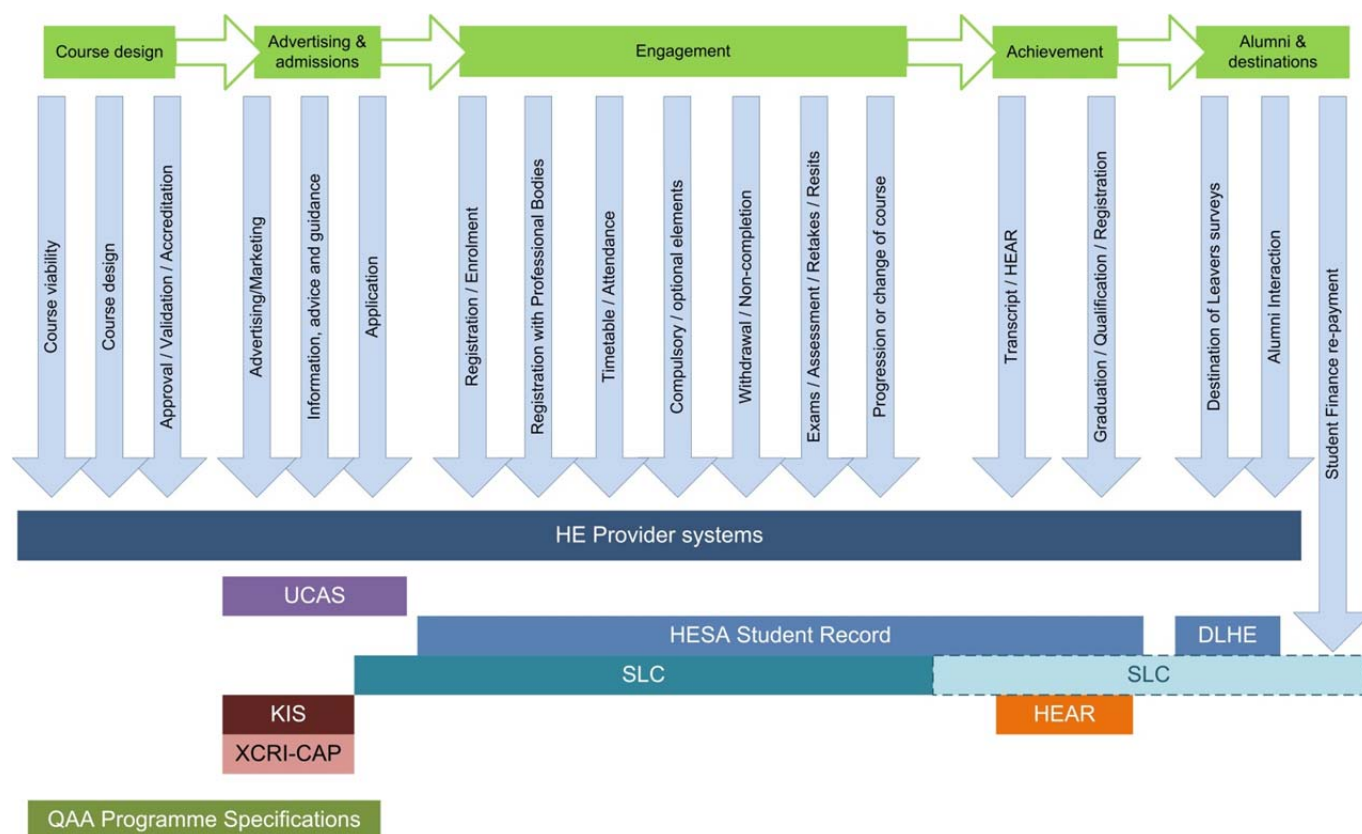 Course design
Advertising &
admissions
Engagement
Achievement
Alumni &
destinations
Course viability
Course design
Approval / Validation / Accreditation
Advertising/Marketing
Information, advice and guidance
Application
Registration / Enrolment
Registration with Professional Bodies
Timetable / Attendance
Compulsory / optional elements
Withdrawal / Non-completion
Exams / Assessment / Retakes / Resits
Progression or change of course
Transcript / HEAR
Graduation / Qualification / Registration
Destination of Leavers surveys
Alumni Interaction
Student Finance re-payment
HE Provider systems
UCAS
HESA Student Record
DLHE
SLC
SLC
KIS
HEAR
XCRI-CAP
QAA Programme Specifications